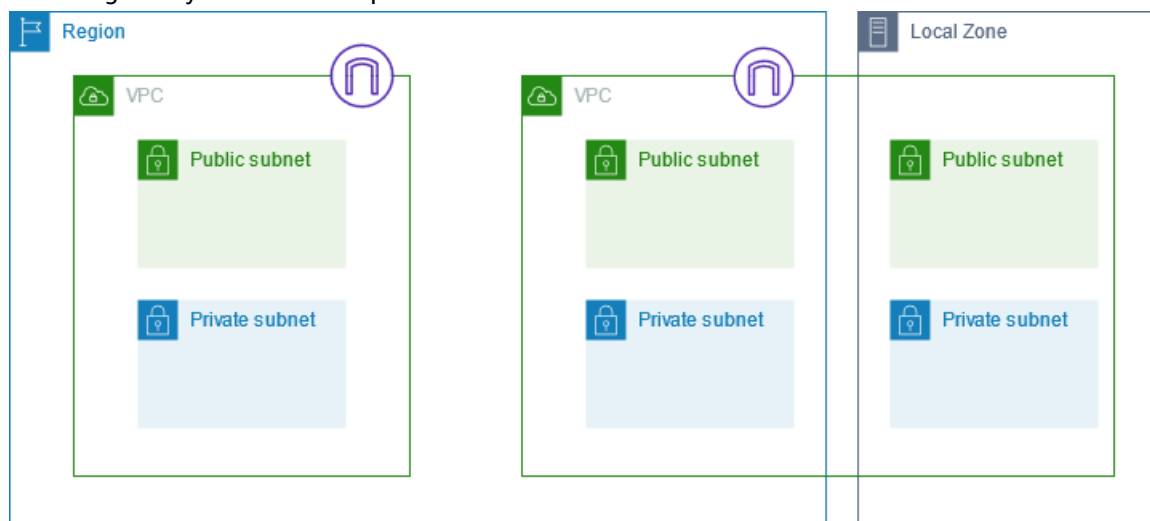 Region
Local Zone
VPC
VPC
Public subnet
Public subnet
Public subnet
Private subnet
Private subnet
Private subnet